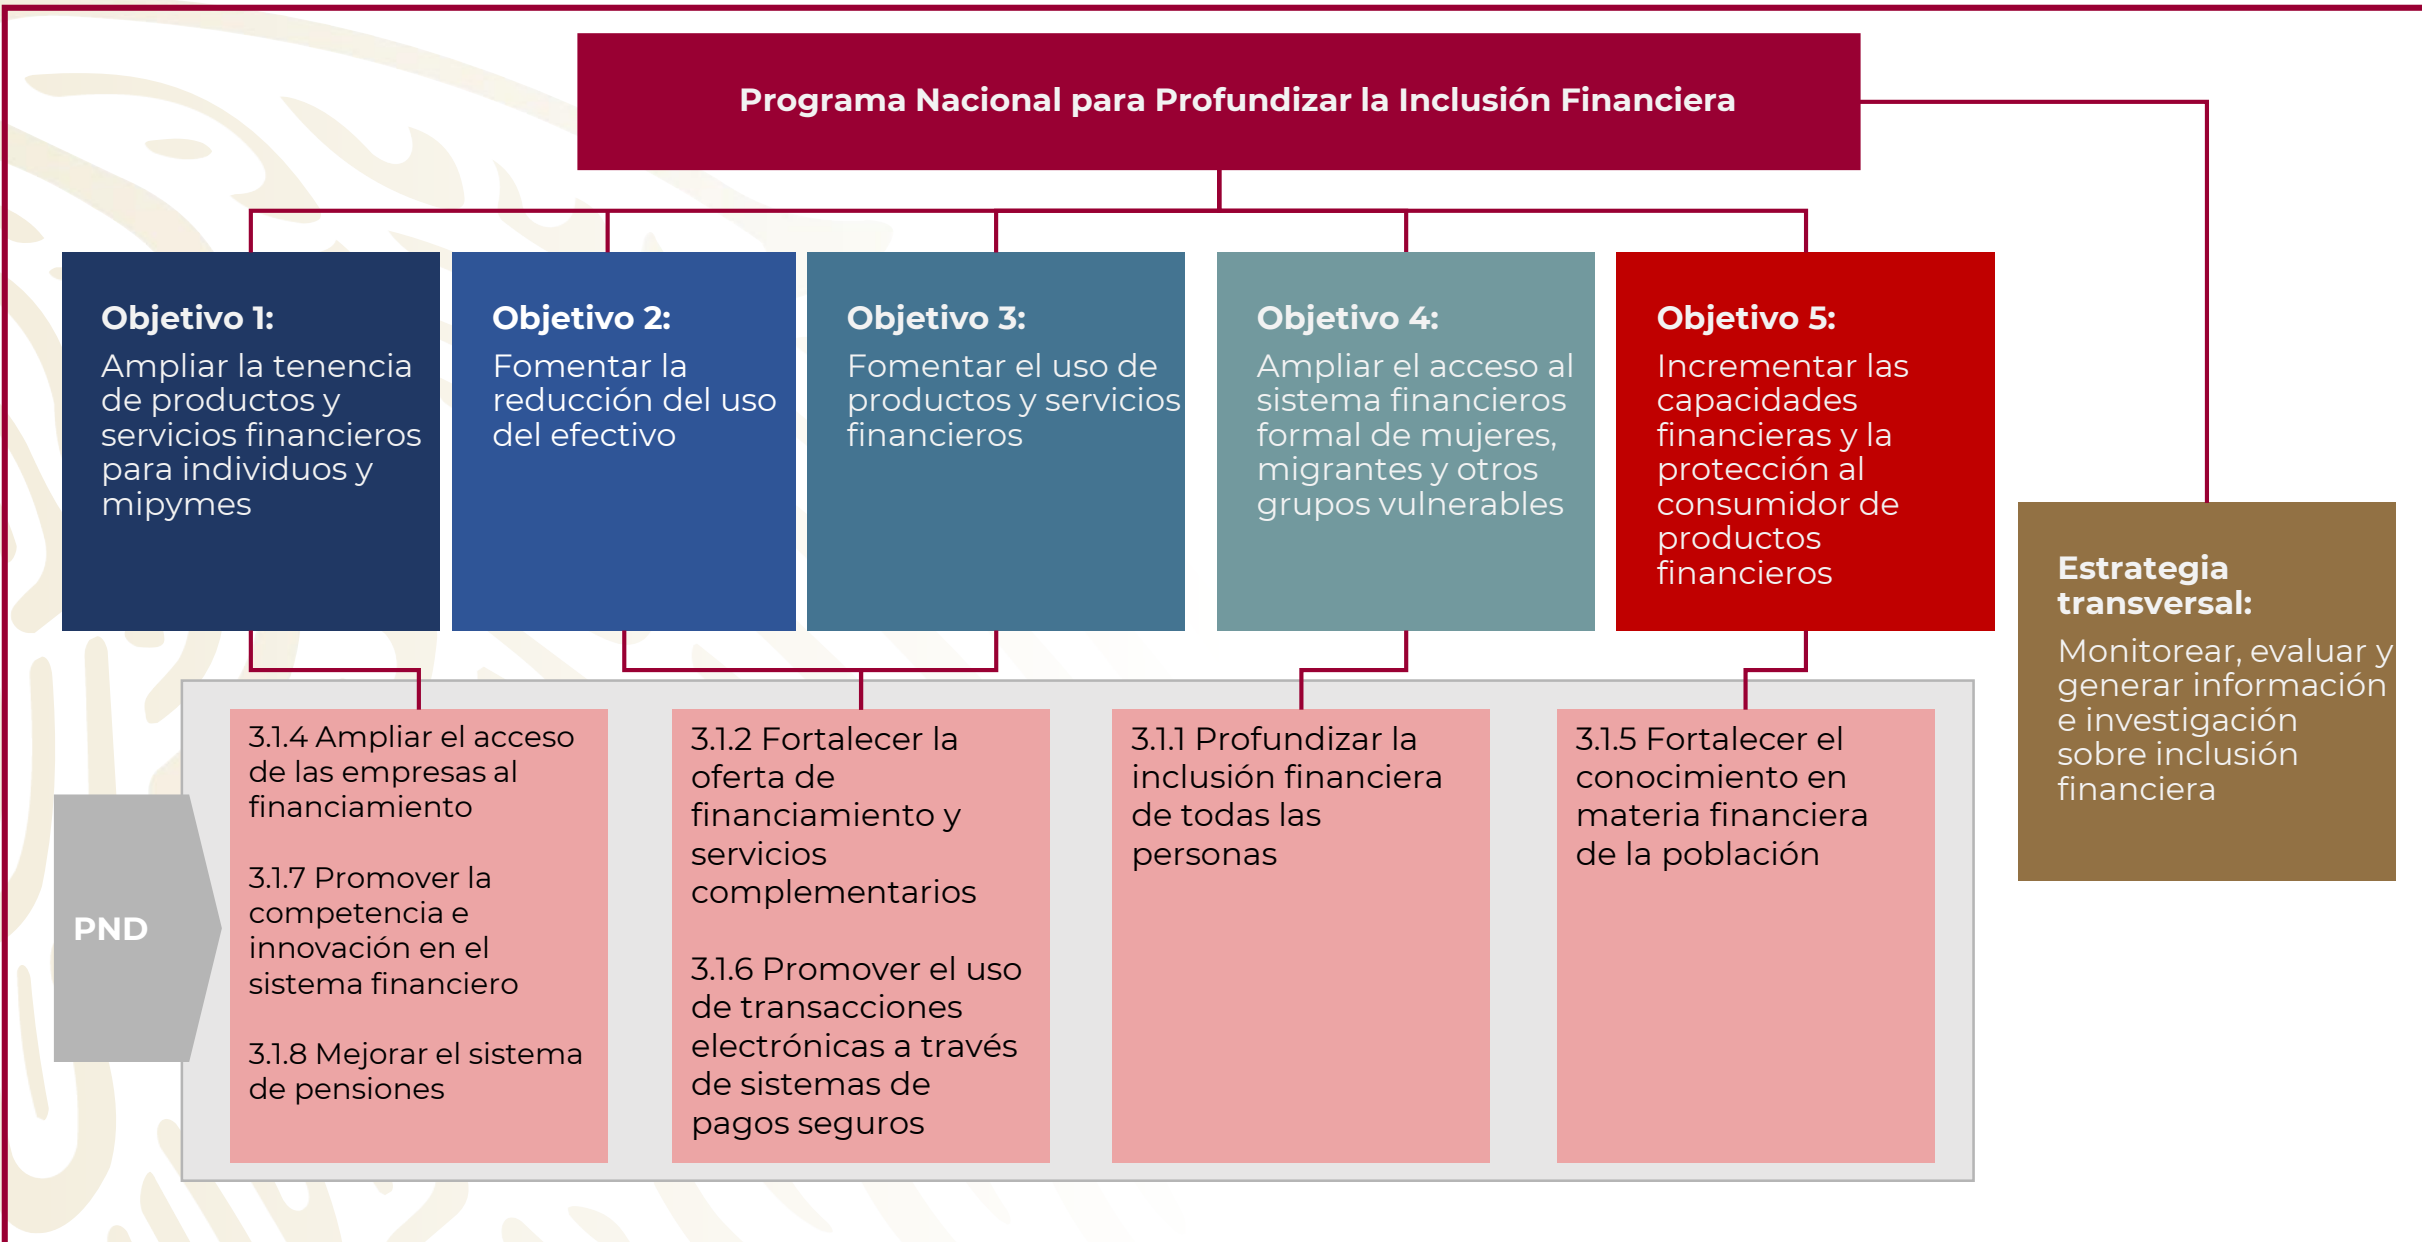 Programa Nacional para Profundizar la Inclusión Financiera
Objetivo 1:
Ampliar la tenencia
de productos y
servicios financieros
para individuos y
mipymes
Objetivo 2:
Fomentar la
reducción del uso
del efectivo
Objetivo 3:
Fomentar el uso de
productos y servicios
financieros
Objetivo 4:
Ampliar el acceso al
sistema financieros
formal de mujeres,
migrantes y otros
grupos vulnerables
Objetivo 5:
Incrementar las
capacidades
financieras y la
protección al
consumidor de
productos
financieros
Estrategia
transversal:
Monitorear, evaluar y
generar información
e investigación
sobre inclusión
financiera
PND
3.1.4 Ampliar el acceso
de las empresas al
financiamiento
3.1.7 Promover la
competencia e
innovación en el
sistema financiero
3.1.8 Mejorar el sistema
de pensiones
3.1.2 Fortalecer la
oferta de
financiamiento y
servicios
complementarios
3.1.6 Promover el uso
de transacciones
electrónicas a través
de sistemas de
pagos seguros
3.1.1 Profundizar la
inclusión financiera
de todas las
personas
3.1.5 Fortalecer el
conocimiento en
materia financiera
de la población